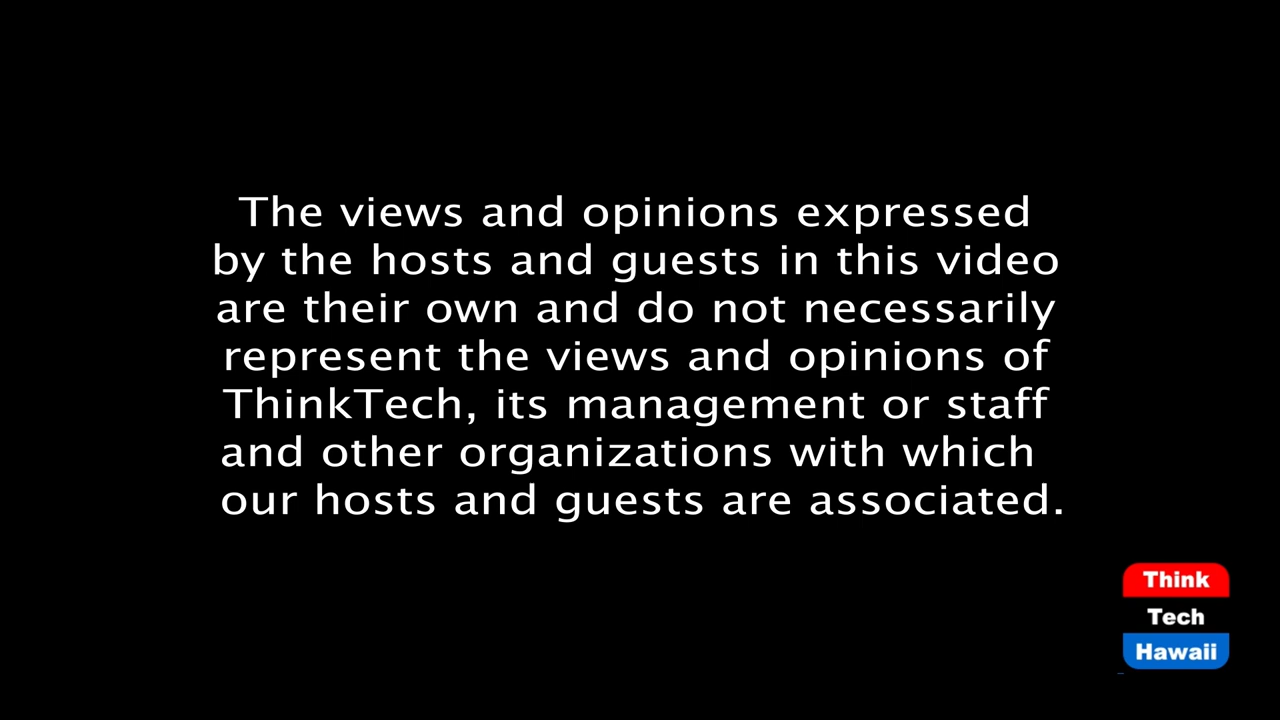 The views and opinions expressed
by the hosts and guests in this video
are their own and do not necessarily
represent the views and opinions of
ThinkTech, its management or staff
and other organizations with which
our hosts and guests are associated.
Think
Tech
Hawaii